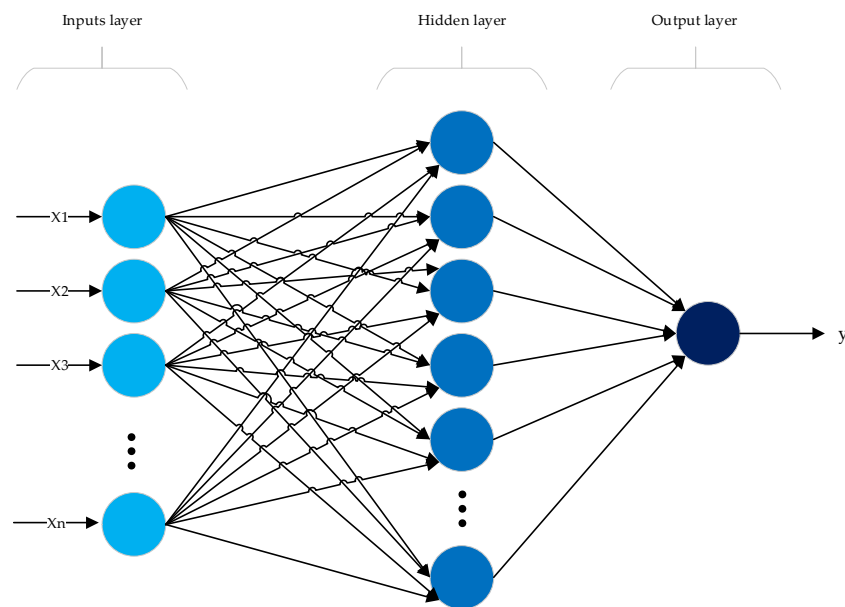 Inputs layer
Hidden layer
Output layer
X1
X2
X3
Xn
y